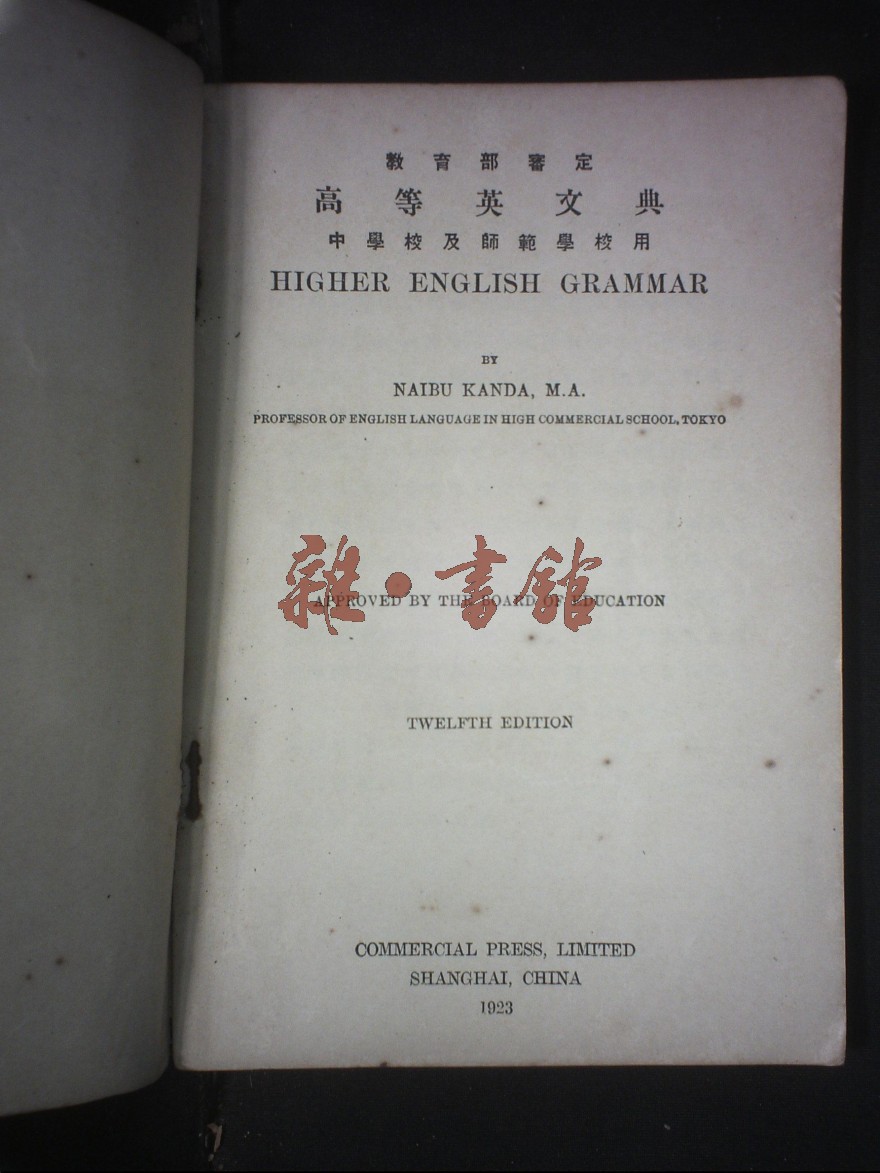 教育部審定
高等英文典
中學校及師範學校用
HIGHER ENGLISH GRAMMAR
BY
NAIBU KANDA, M.A.
PROFESSOR OF ENGLISH LANGUAGE IN HIGH COMMERCIAL SCHOOL, TOKYO
雜·書館
APPROVED BY THE BOARD OF EDUCATION
TWELFTH EDITION
COMMERCIAL PRESS, LIMITED
SHANGHAI, CHINA
1923